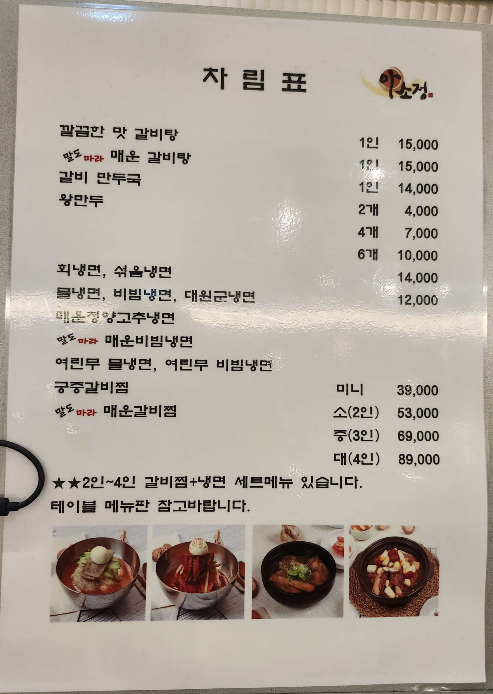 차림표
마소정
깔끔한 맛 갈비탕 1인 15,000
말도 마라 매운 갈비탕 1인 15,000
갈비 만두국 1인 14,000
왕만두 2개 4,000
4개 7,000
6개 10,000
회냉면, 섞음냉면 14,000
물냉면, 비빔냉면, 대원군냉면 12,000
매운청양고추냉면
말도 마라 매운비빔냉면
여린무 물냉면, 여린무 비빔냉면
궁중갈비찜 미니 39,000
말도 마라 매운갈비찜 소(2인) 53,000
중(3인) 69,000
대(4인) 89,000
★★2인~4인 갈비찜+냉면 세트메뉴 있습니다.
테이블 메뉴판 참고바랍니다.